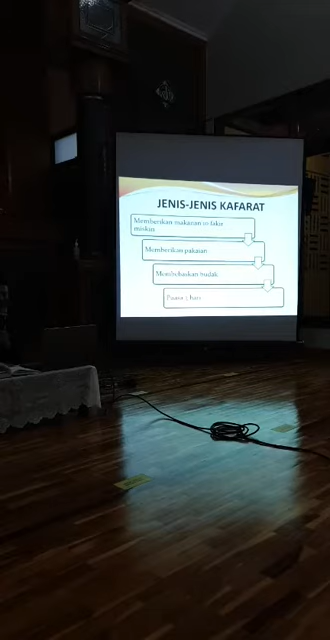 JENIS-JENIS KAFARAT
Memberikan makanan 10 fakir
miskin
Memberikan pakaian
Membebaskan budak
Puasa 3 hari